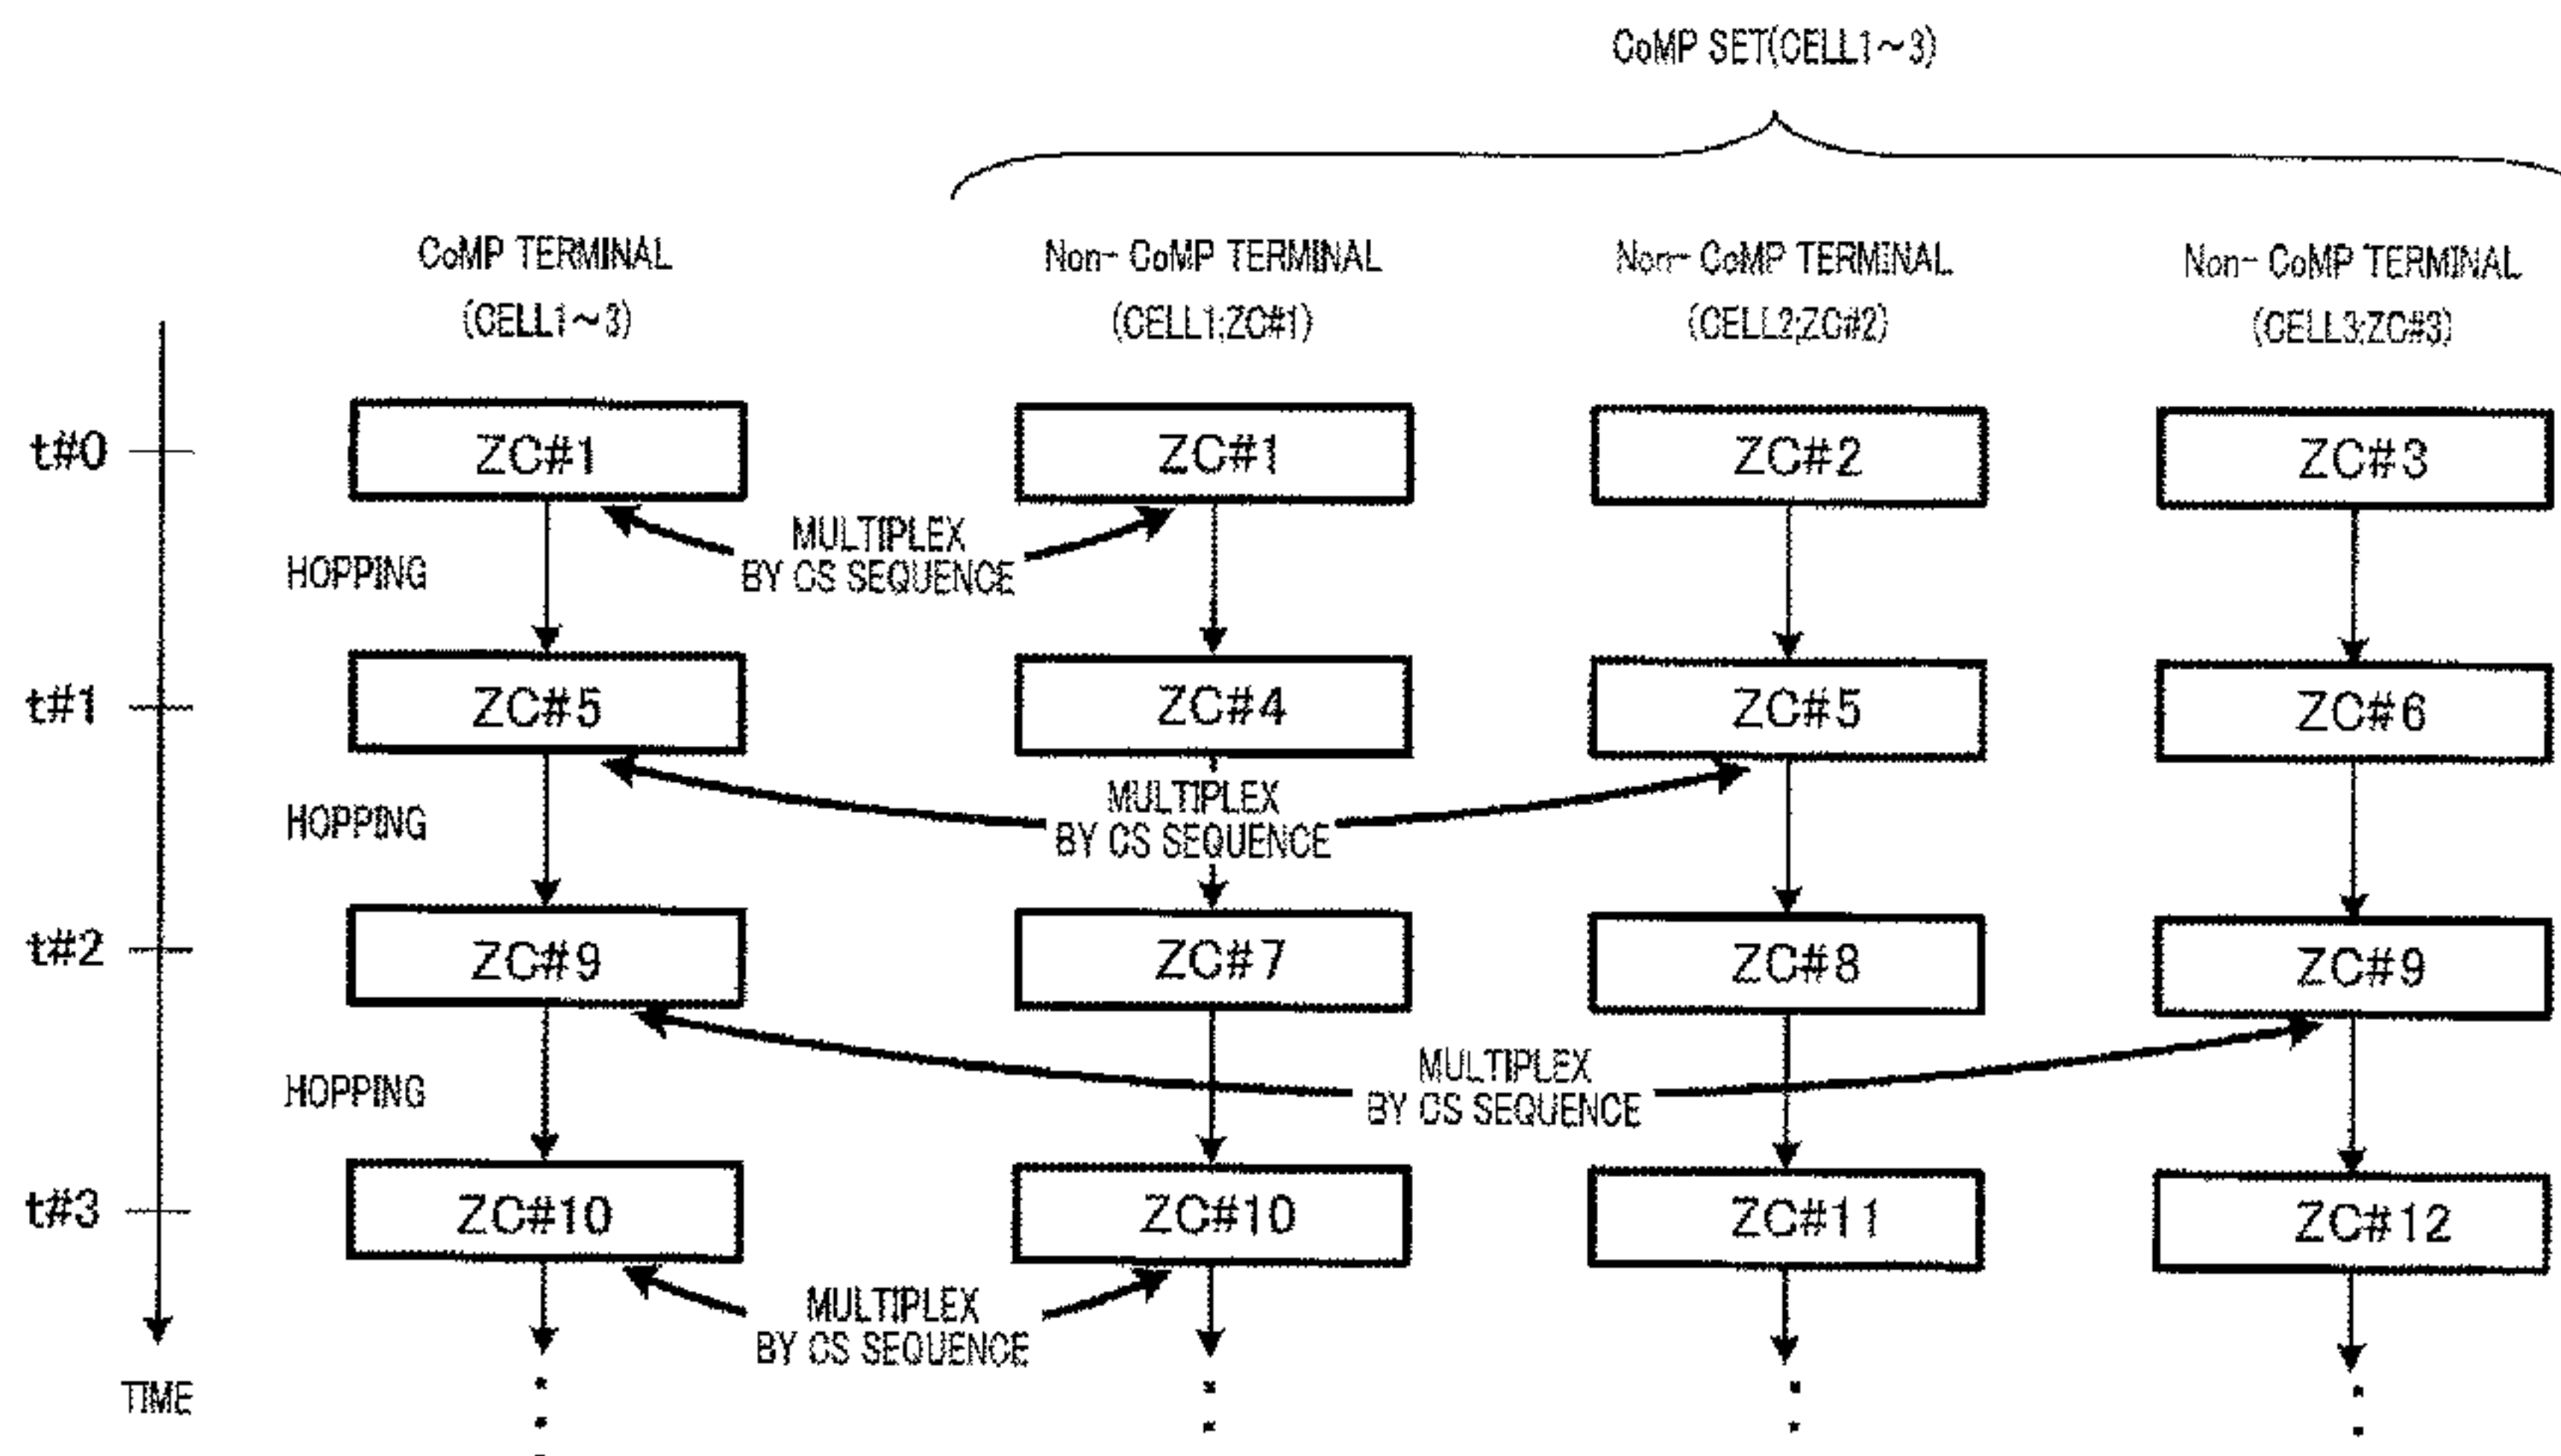 CoMP SET(CELL1~3)
CoMP TERMINAL
(CELL1~3)
Non- CoMP TERMINAL
(CELL1;ZC#1)
Non- CoMP TERMINAL
(CELL2;ZC#2)
Non- CoMP TERMINAL
(CELL3;ZC#3)
t#0
ZC#1
ZC#1
ZC#2
ZC#3
HOPPING
MULTIPLEX
BY CS SEQUENCE
t#1
ZC#5
ZC#4
ZC#5
ZC#6
HOPPING
MULTIPLEX
BY CS SEQUENCE
t#2
ZC#9
ZC#7
ZC#8
ZC#9
HOPPING
MULTIPLEX
BY CS SEQUENCE
t#3
ZC#10
ZC#10
ZC#11
ZC#12
MULTIPLEX
BY CS SEQUENCE
TIME